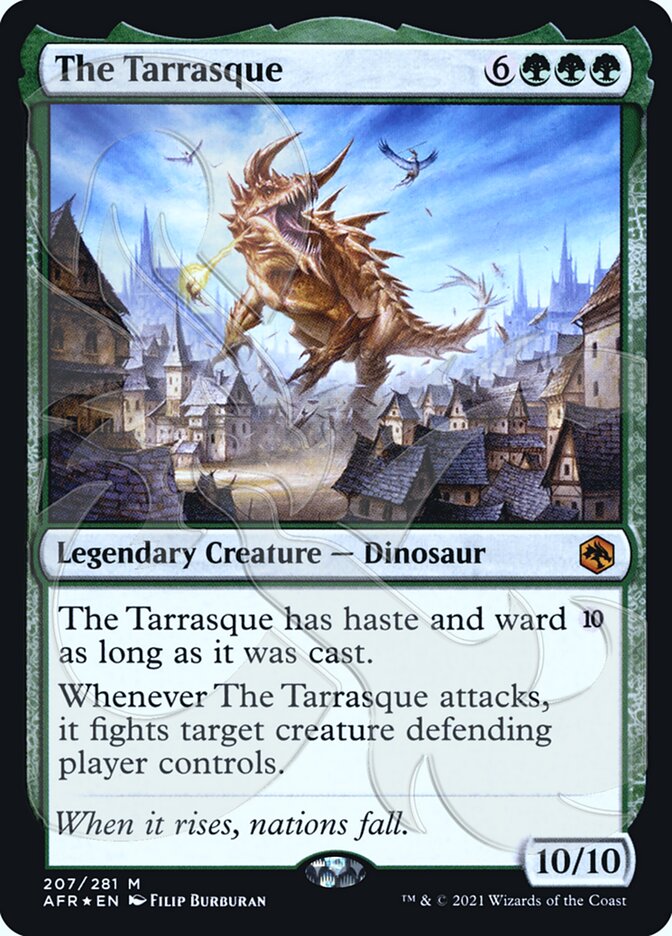 The Tarrasque 6
Legendary Creature — Dinosaur
The Tarrasque has haste and ward 10
as long as it was cast.
Whenever The Tarrasque attacks,
it fights target creature defending
player controls.
When it rises, nations fall.
10/10
207/281 M
AFR★EN Filip Burburan
™ & © 2021 Wizards of the Coast